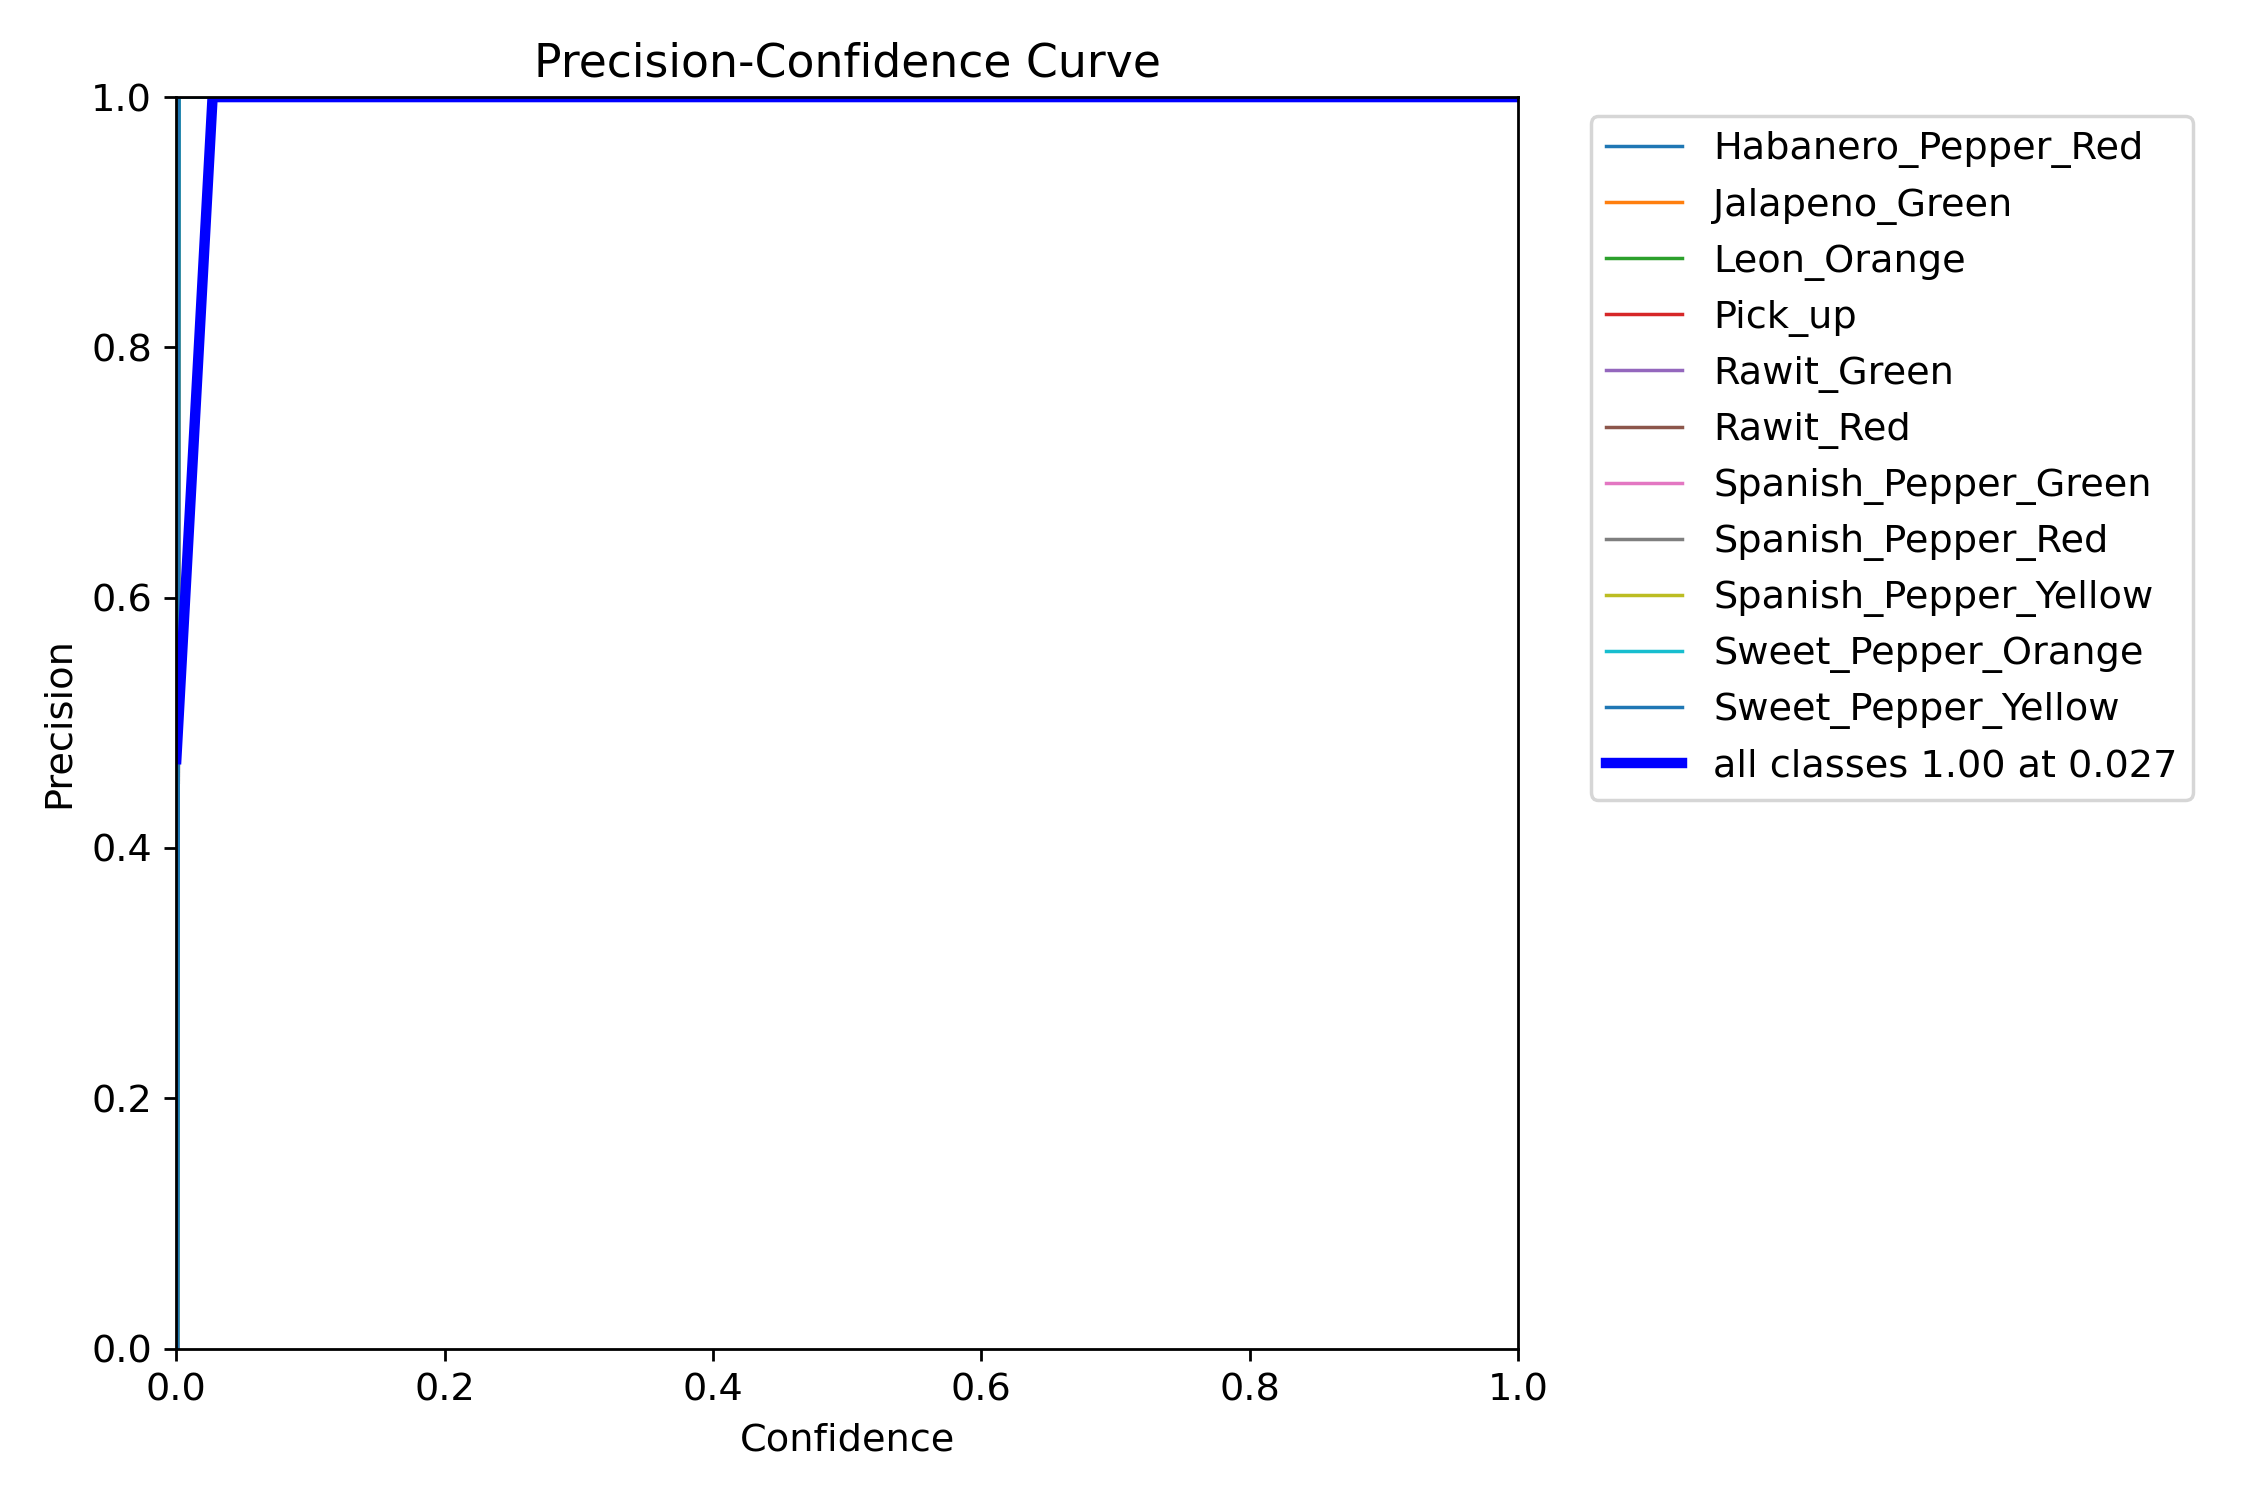 Precision-Confidence Curve
1.0
0.8
0.6
0.4
0.2
0.0
Precision
0.0 0.2 0.4 0.6 0.8 1.0
Confidence
Habanero_Pepper_Red
Jalapeno_Green
Leon_Orange
Pick_up
Rawit_Green
Rawit_Red
Spanish_Pepper_Green
Spanish_Pepper_Red
Spanish_Pepper_Yellow
Sweet_Pepper_Orange
Sweet_Pepper_Yellow
all classes 1.00 at 0.027